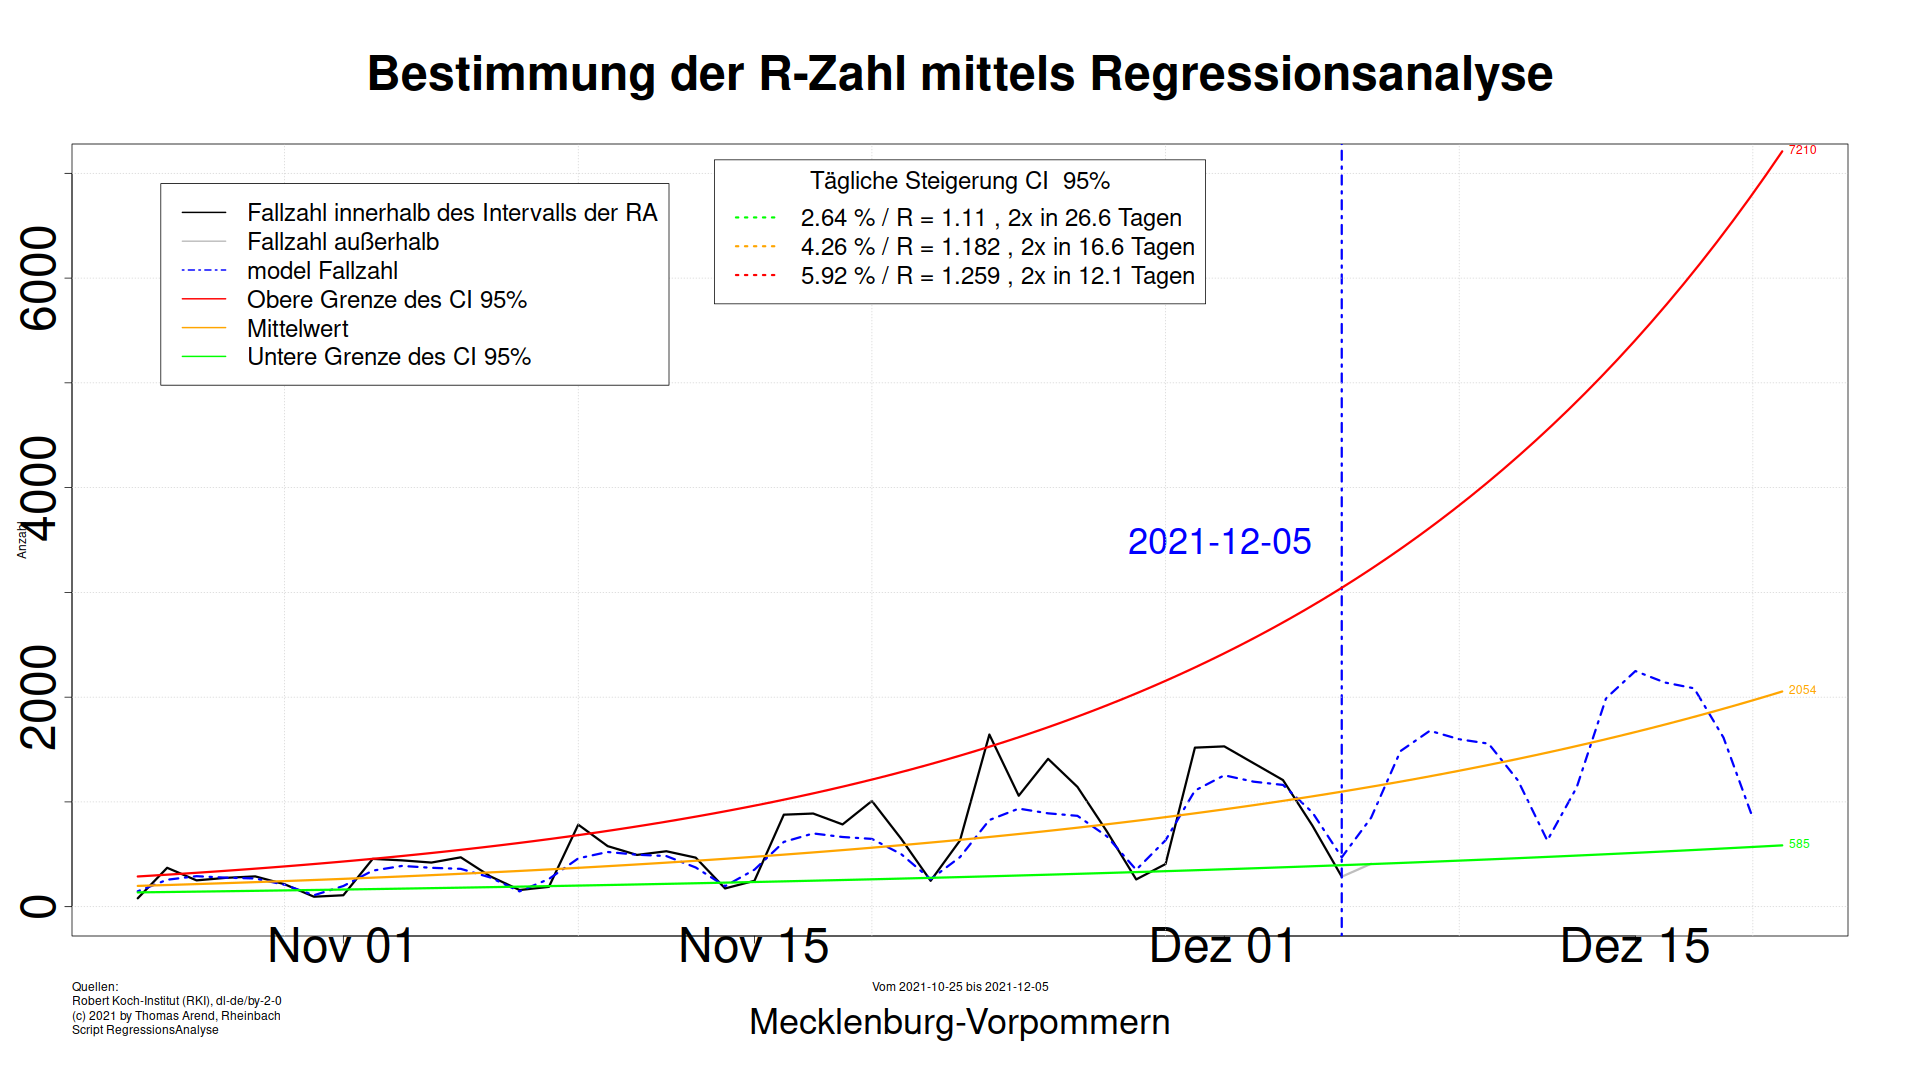 Bestimmung der R-Zahl mittels Regressionsanalyse
7210
Fallzahl innerhalb des Intervalls der RA
Fallzahl außerhalb
model Fallzahl
Obere Grenze des CI 95%
Mittelwert
Untere Grenze des CI 95%
Tägliche Steigerung CI  95%
2.64 % / R = 1.11 , 2x in 26.6 Tagen
4.26 % / R = 1.182 , 2x in 16.6 Tagen
5.92 % / R = 1.259 , 2x in 12.1 Tagen
6000
4000
2000
0
Anzahl
2021-12-05
2054
585
Nov 01
Nov 15
Dez 01
Dez 15
Quellen:
Robert Koch-Institut (RKI), dl-de/by-2-0
(c) 2021 by Thomas Arend, Rheinbach
Script RegressionsAnalyse
Vom 2021-10-25 bis 2021-12-05
Mecklenburg-Vorpommern